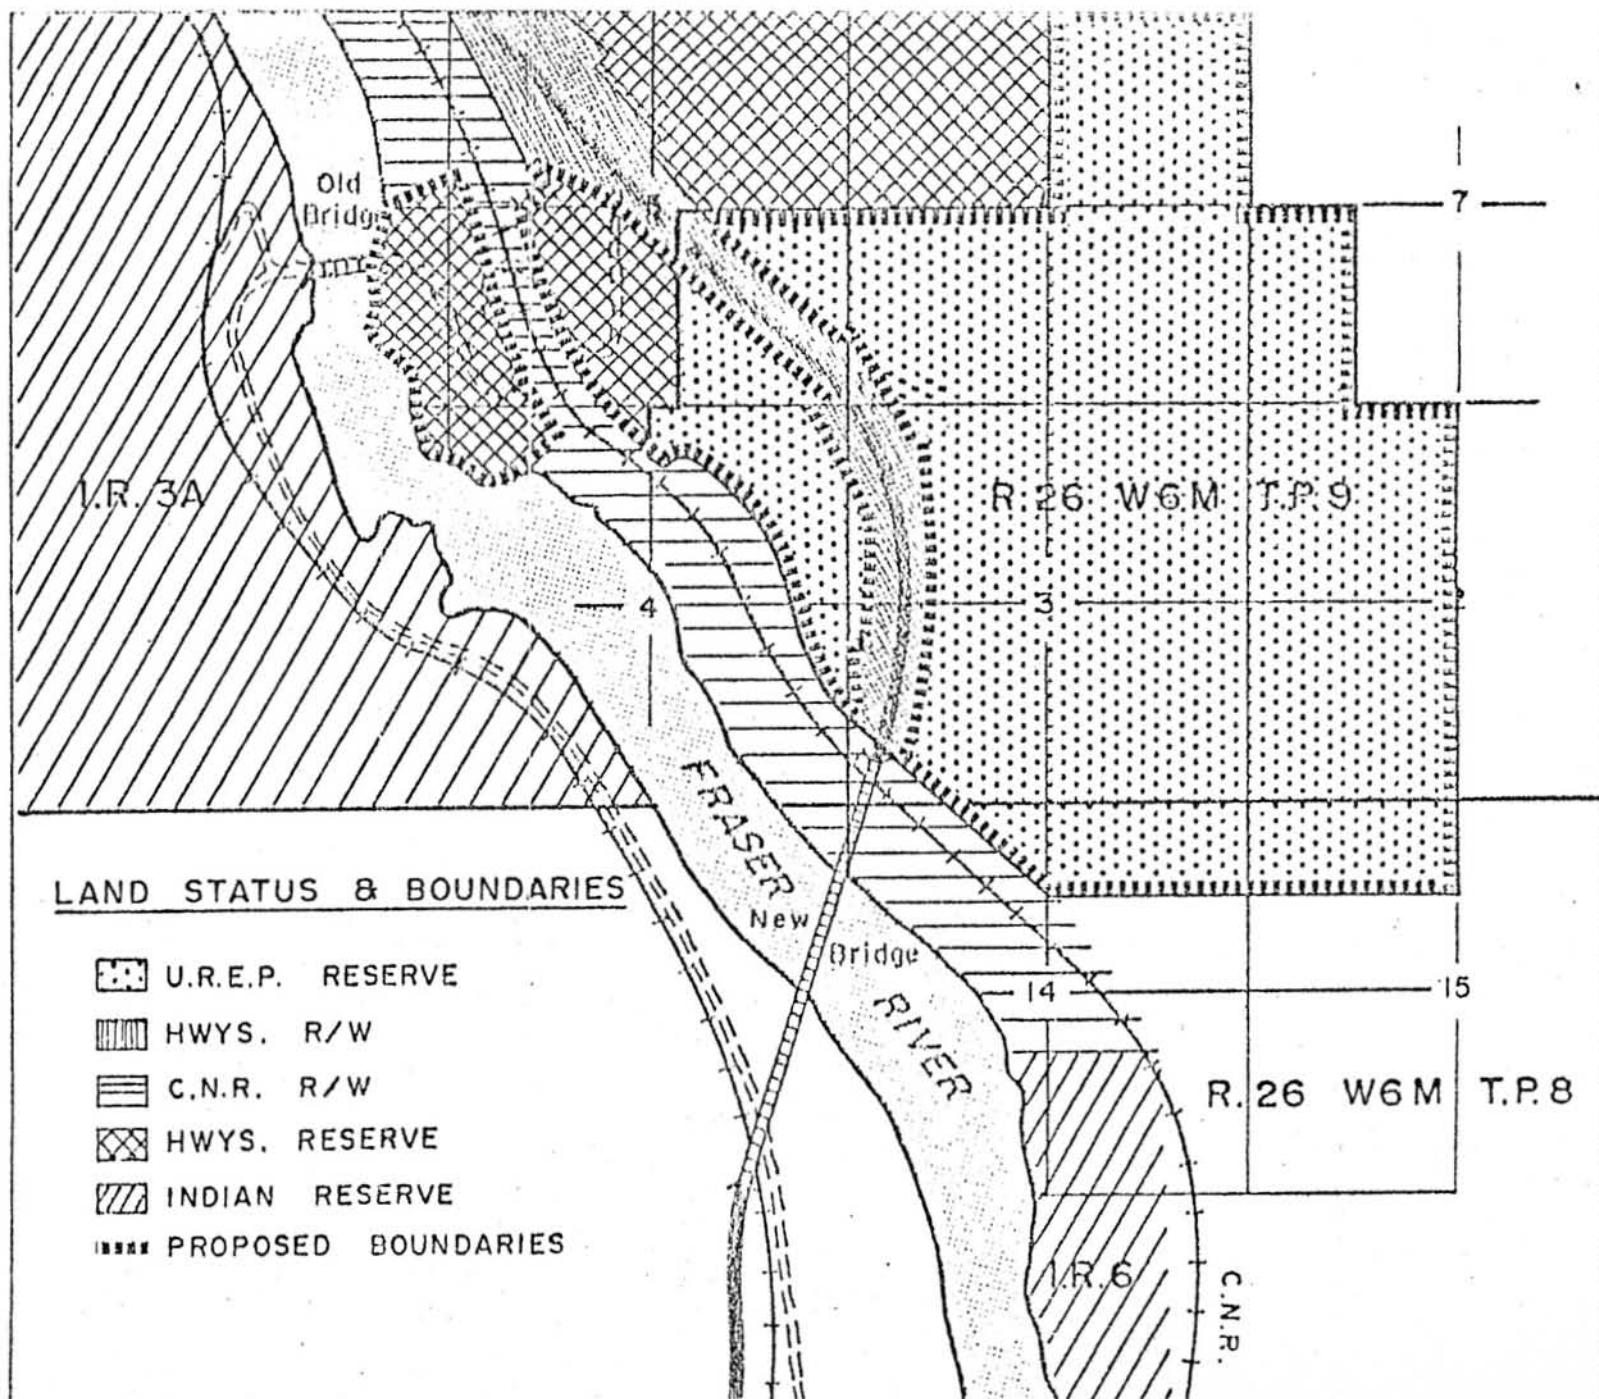 Old
Bridge
7
I.R. 3A
R 26 W6M T.P. 9
4
3
FRASER
New
Bridge
RIVER
14
15
R. 26 W6M T.P. 8
I.R. 6
C.N.R.
LAND STATUS & BOUNDARIES
U.R.E.P. RESERVE
HWYS. R/W
C.N.R. R/W
HWYS. RESERVE
INDIAN RESERVE
PROPOSED BOUNDARIES